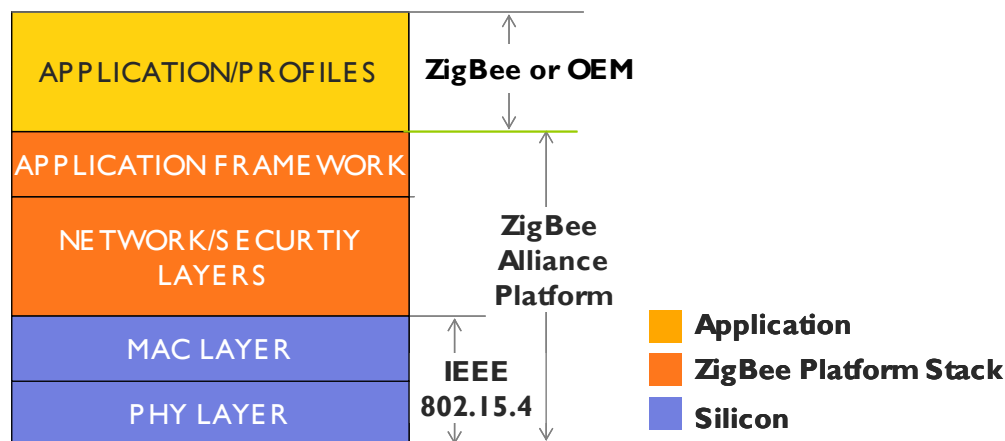 APPLICATION/PROFILES
ZigBee or OEM
APPLICATION FRAMEWORK
NETWORK/SECURTIY
LAYERS
ZigBee
Alliance
Platform
MAC LAYER
IEEE
802.15.4
PHY LAYER
Application
ZigBee Platform Stack
Silicon